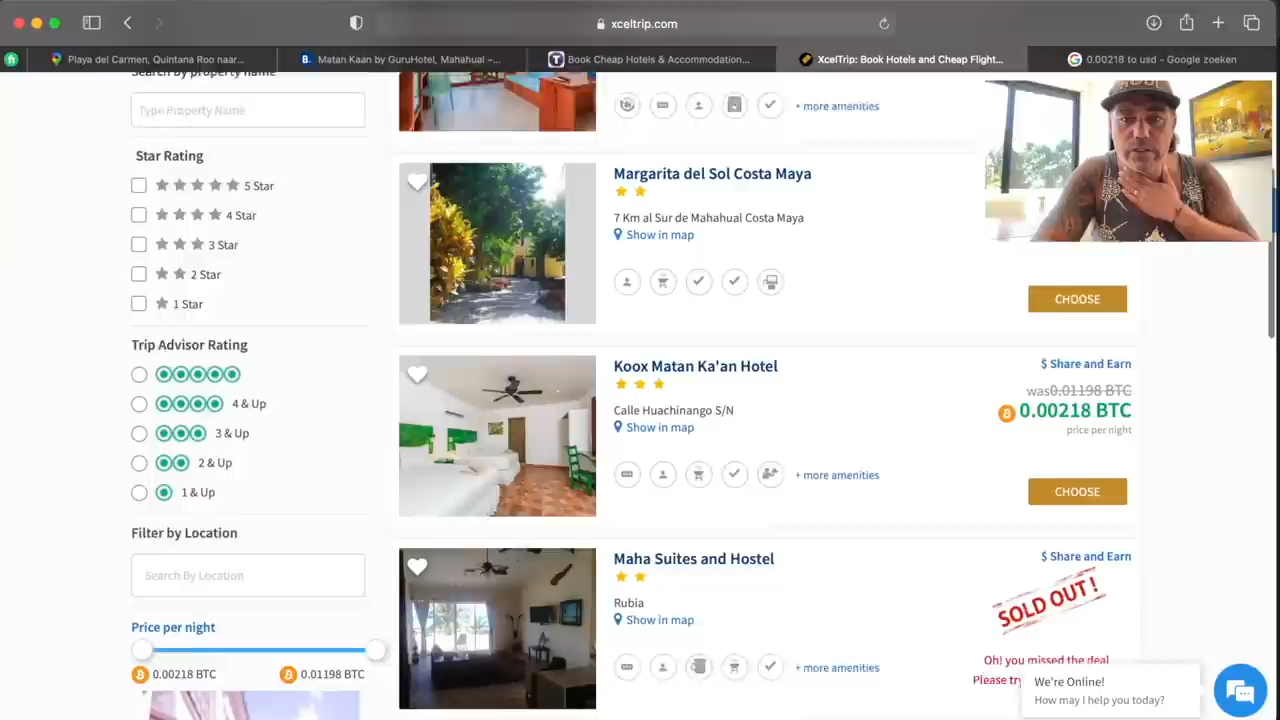 xceltrip.com
Playa del Carmen, Quintana Roo naar...
Matan Kaan by GuruHotel, Mahahual –...
Book Cheap Hotels & Accommodation...
XcelTrip: Book Hotels and Cheap Flight...
0.00218 to usd - Google zoeken
Search by property name
Type Property Name
Star Rating
5 Star
4 Star
3 Star
2 Star
1 Star
Trip Advisor Rating
4 & Up
3 & Up
2 & Up
1 & Up
Filter by Location
Search By Location
Price per night
0.00218 BTC
0.01198 BTC
+ more amenities
Margarita del Sol Costa Maya
7 Km al Sur de Mahahual Costa Maya
Show in map
CHOOSE
Koox Matan Ka'an Hotel
$ Share and Earn
was0.01198 BTC
0.00218 BTC
price per night
Calle Huachinango S/N
Show in map
+ more amenities
CHOOSE
Maha Suites and Hostel
$ Share and Earn
SOLD OUT !
Rubia
Show in map
+ more amenities
Oh! you missed the deal
Please try
We're Online!
How may I help you today?